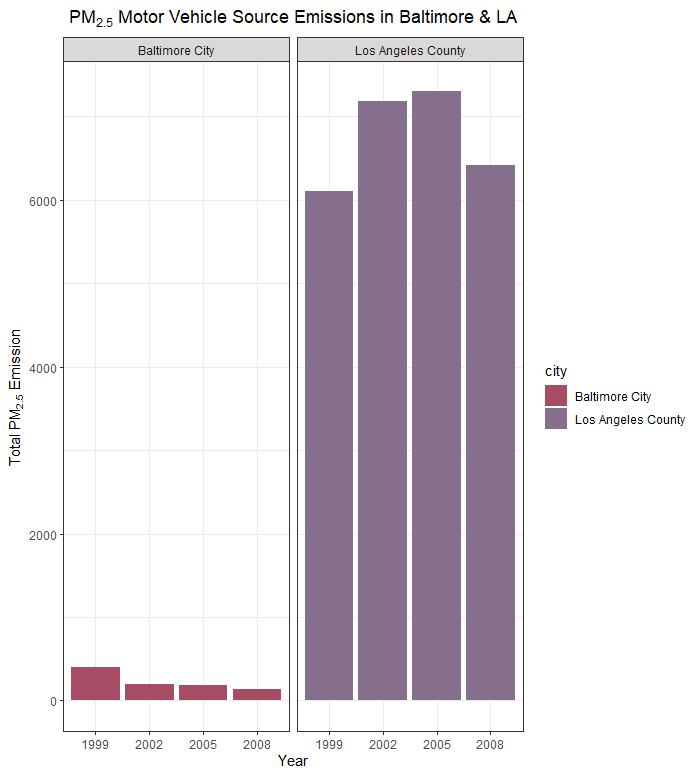 PM2.5 Motor Vehicle Source Emissions in Baltimore & LA
Baltimore City
Los Angeles County
Total PM2.5 Emission
6000
4000
2000
0
1999
2002
2005
2008
1999
2002
2005
2008
Year
city
Baltimore City
Los Angeles County